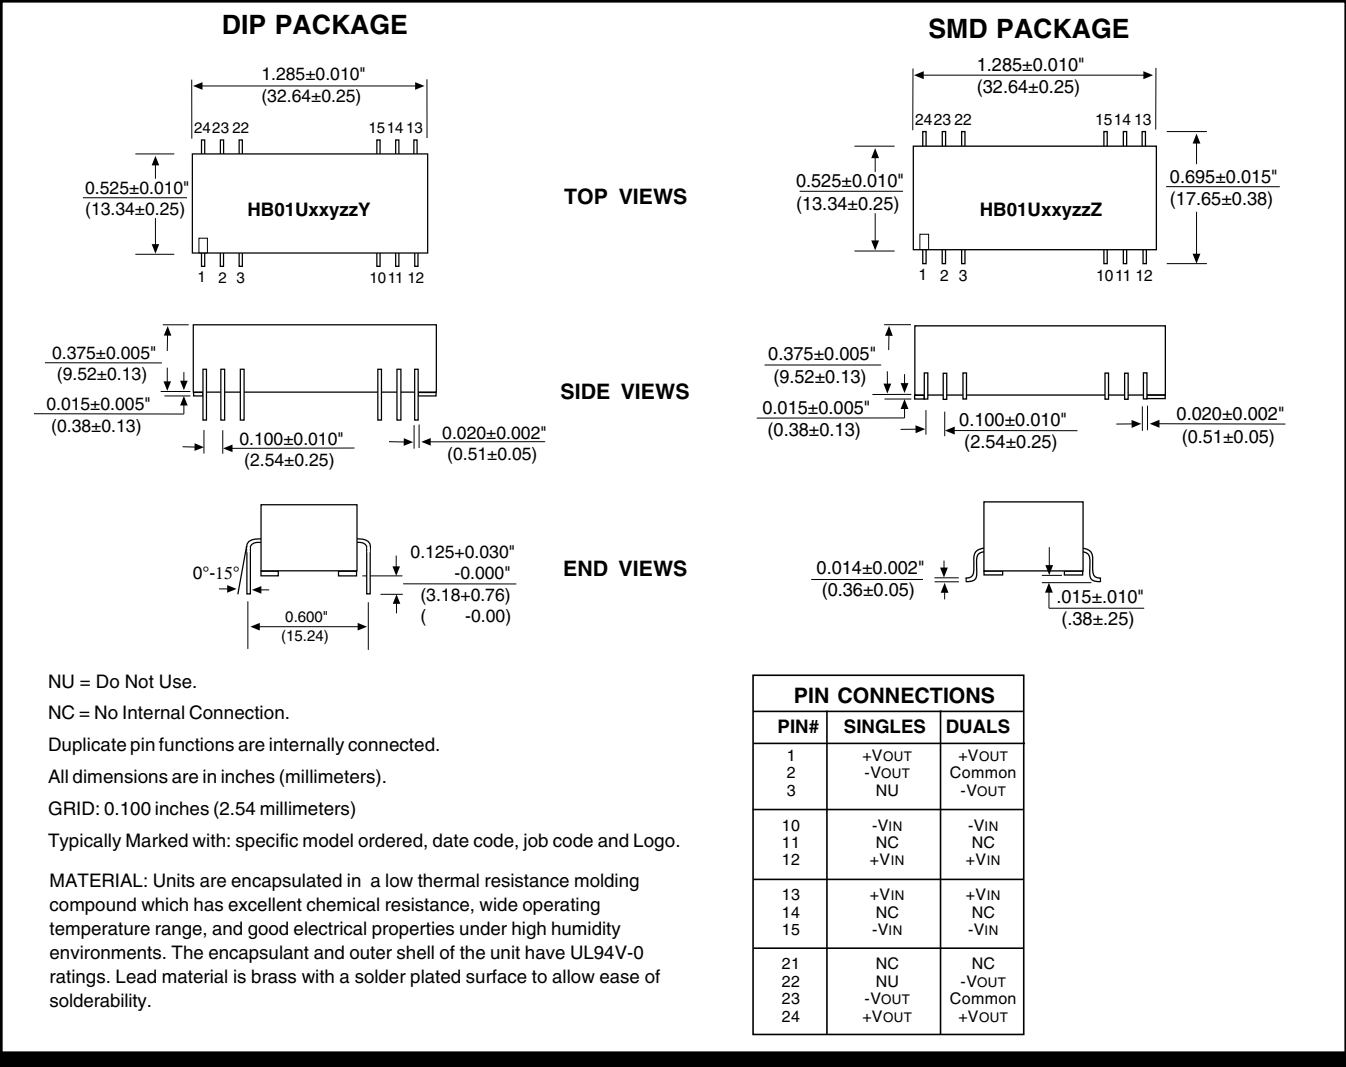 DIP PACKAGE
1.285±0.010"
(32.64±0.25)
24 23 22
15 14 13
0.525±0.010"
(13.34±0.25)
HB01UxxyzzY
1 2 3
10 11 12
TOP VIEWS
SMD PACKAGE
1.285±0.010"
(32.64±0.25)
24 23 22
15 14 13
0.525±0.010"
(13.34±0.25)
HB01UxxyzzZ
0.695±0.015"
(17.65±0.38)
1 2 3
10 11 12
0.375±0.005"
(9.52±0.13)
0.015±0.005"
(0.38±0.13)
0.100±0.010"
(2.54±0.25)
0.020±0.002"
(0.51±0.05)
SIDE VIEWS
0.375±0.005"
(9.52±0.13)
0.015±0.005"
(0.38±0.13)
0.100±0.010"
(2.54±0.25)
0.020±0.002"
(0.51±0.05)
0°-15°
0.600"
(15.24)
0.125+0.030"
-0.000"
(3.18+0.76)
( -0.00)
END VIEWS
0.014±0.002"
(0.36±0.05)
.015±.010"
(.38±.25)
NU = Do Not Use.
NC = No Internal Connection.
Duplicate pin functions are internally connected.
All dimensions are in inches (millimeters).
GRID: 0.100 inches (2.54 millimeters)
Typically Marked with: specific model ordered, date code, job code and Logo.
MATERIAL: Units are encapsulated in a low thermal resistance molding
compound which has excellent chemical resistance, wide operating
temperature range, and good electrical properties under high humidity
environments. The encapsulant and outer shell of the unit have UL94V-0
ratings. Lead material is brass with a solder plated surface to allow ease of
solderability.
PIN CONNECTIONS
PIN# SINGLES DUALS
1 +VOUT +VOUT
2 -VOUT Common
3 NU -VOUT
10 -VIN -VIN
11 NC NC
12 +VIN +VIN
13 +VIN +VIN
14 NC NC
15 -VIN -VIN
21 NC NC
22 NU -VOUT
23 -VOUT Common
24 +VOUT +VOUT